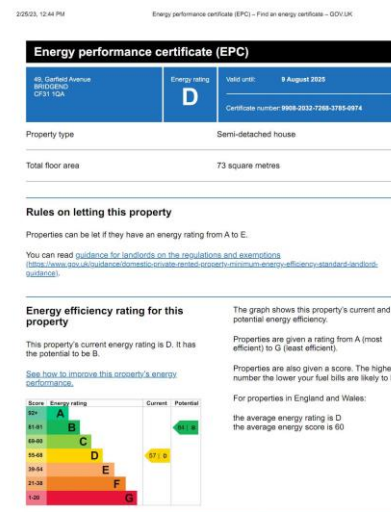 2/25/23, 12:44 PM Energy performance certificate (EPC) – Find an energy certificate – GOV.UK
Energy performance certificate (EPC)
49, Garfield Avenue
BRIDGEND
CF31 1QA
Energy rating
D
Valid until: 9 August 2025
Certificate number: 9908-2032-7268-3785-0974
Property type Semi-detached house
Total floor area 73 square metres
Rules on letting this property
Properties can be let if they have an energy rating from A to E.
You can read guidance for landlords on the regulations and exemptions
(https://www.gov.uk/guidance/domestic-private-rented-property-minimum-energy-efficiency-standard-landlord-
guidance).
Energy efficiency rating for this
property
This property's current energy rating is D. It has
the potential to be B.
See how to improve this property's energy
performance.
Score Energy rating Current Potential
92+ A
81-91 B
69-80 C
55-68 D
39-54 E
21-38 F
1-20 G
57 | D
84 | B
The graph shows this property's current and
potential energy efficiency.
Properties are given a rating from A (most
efficient) to G (least efficient).
Properties are also given a score. The highe
number the lower your fuel bills are likely to
For properties in England and Wales:
the average energy rating is D
the average energy score is 60